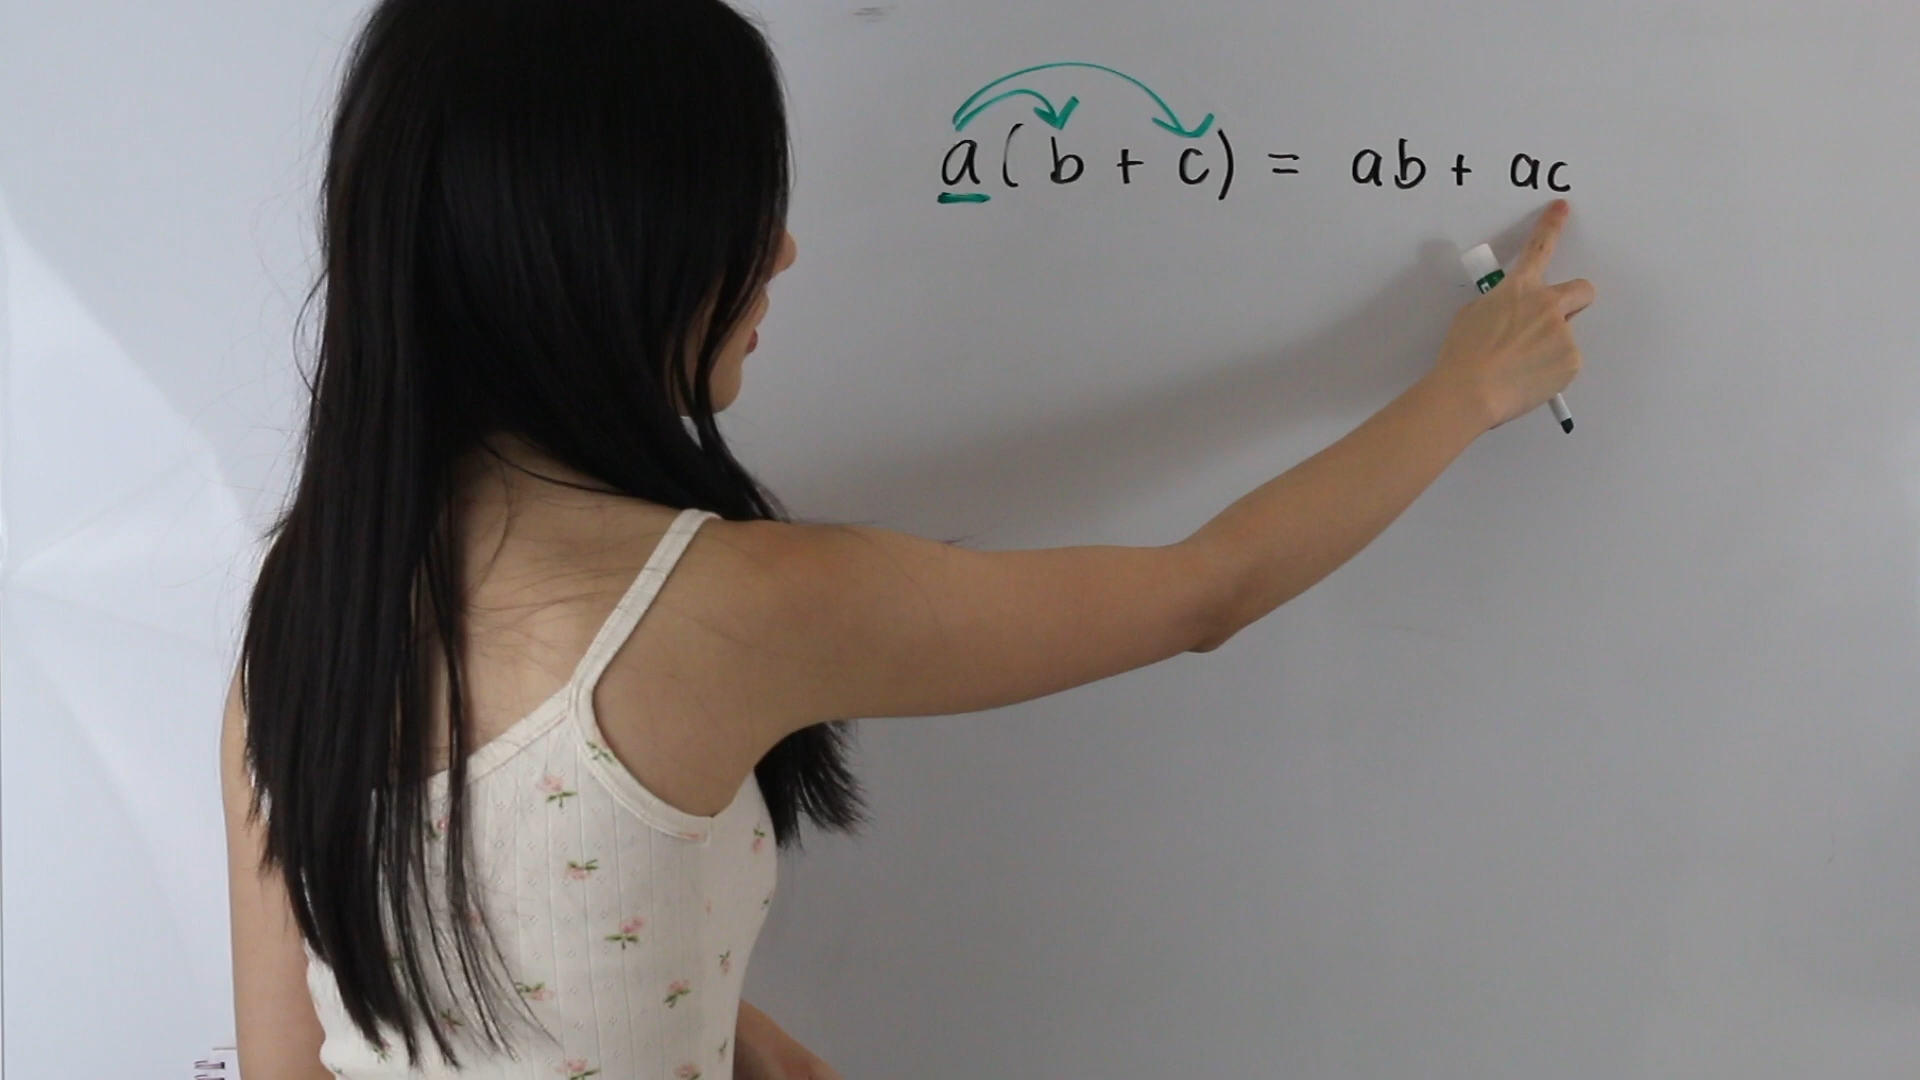 a(b + c) = ab + ac